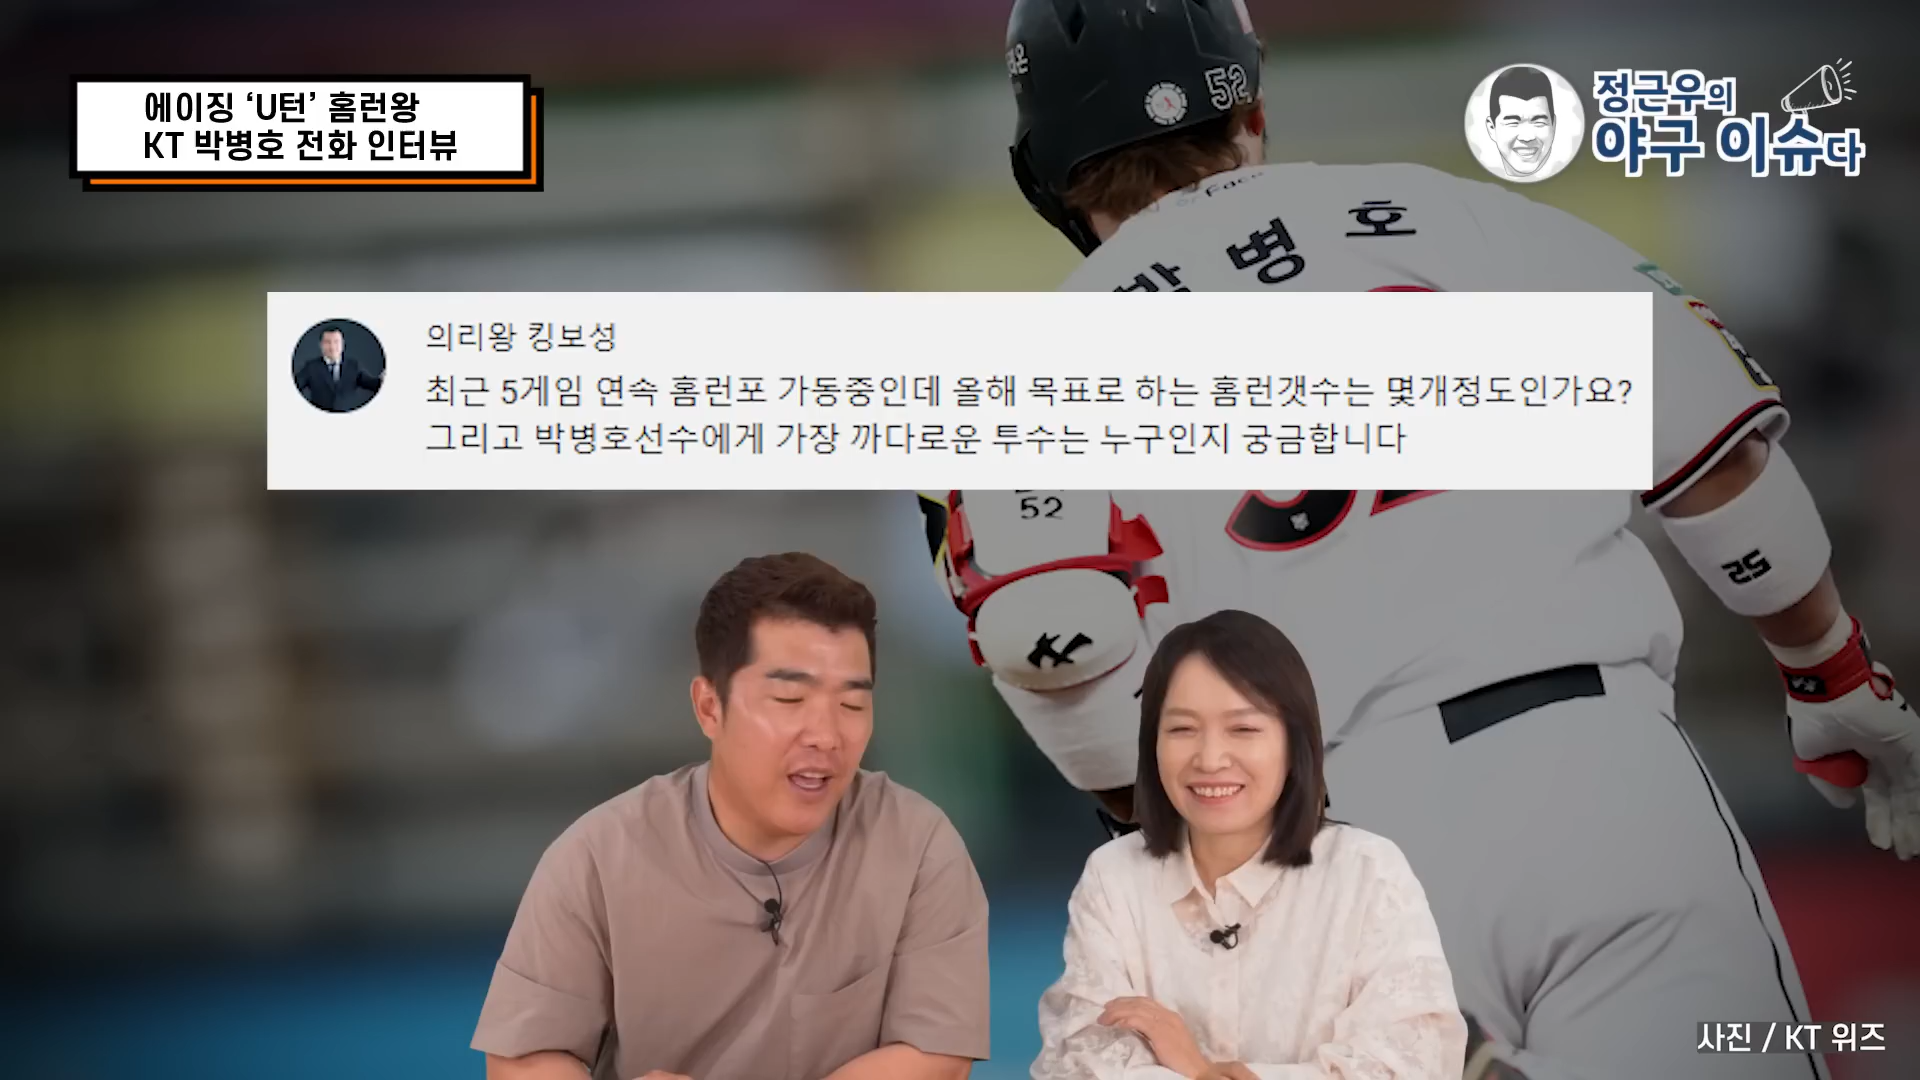 에이징 ‘U턴’ 홈런왕
KT 박병호 전화 인터뷰
정근우의
야구 이슈다
52
박병호
의리왕 킹보성
최근 5게임 연속 홈런포 가동중인데 올해 목표로 하는 홈런갯수는 몇개정도인가요?
그리고 박병호선수에게 가장 까다로운 투수는 누구인지 궁금합니다
52
52
사진 / KT 위즈